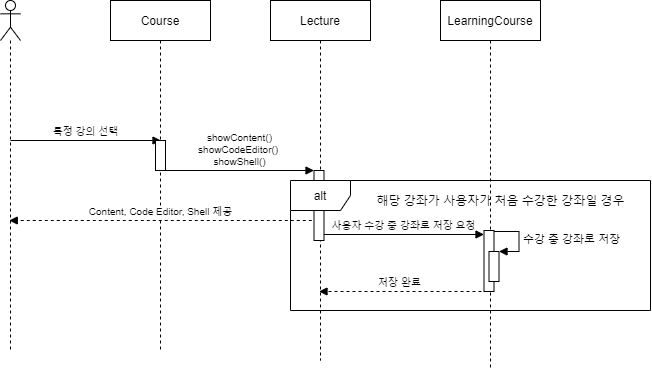 Course
Lecture
LearningCourse
특정 강의 선택
showContent()
showCodeEditor()
showShell()
alt
해당 강좌가 사용자가 처음 수강한 강좌일 경우
Content, Code Editor, Shell 제공
사용자 수강 중 강좌로 저장 요청
수강 중 강좌로 저장
저장 완료